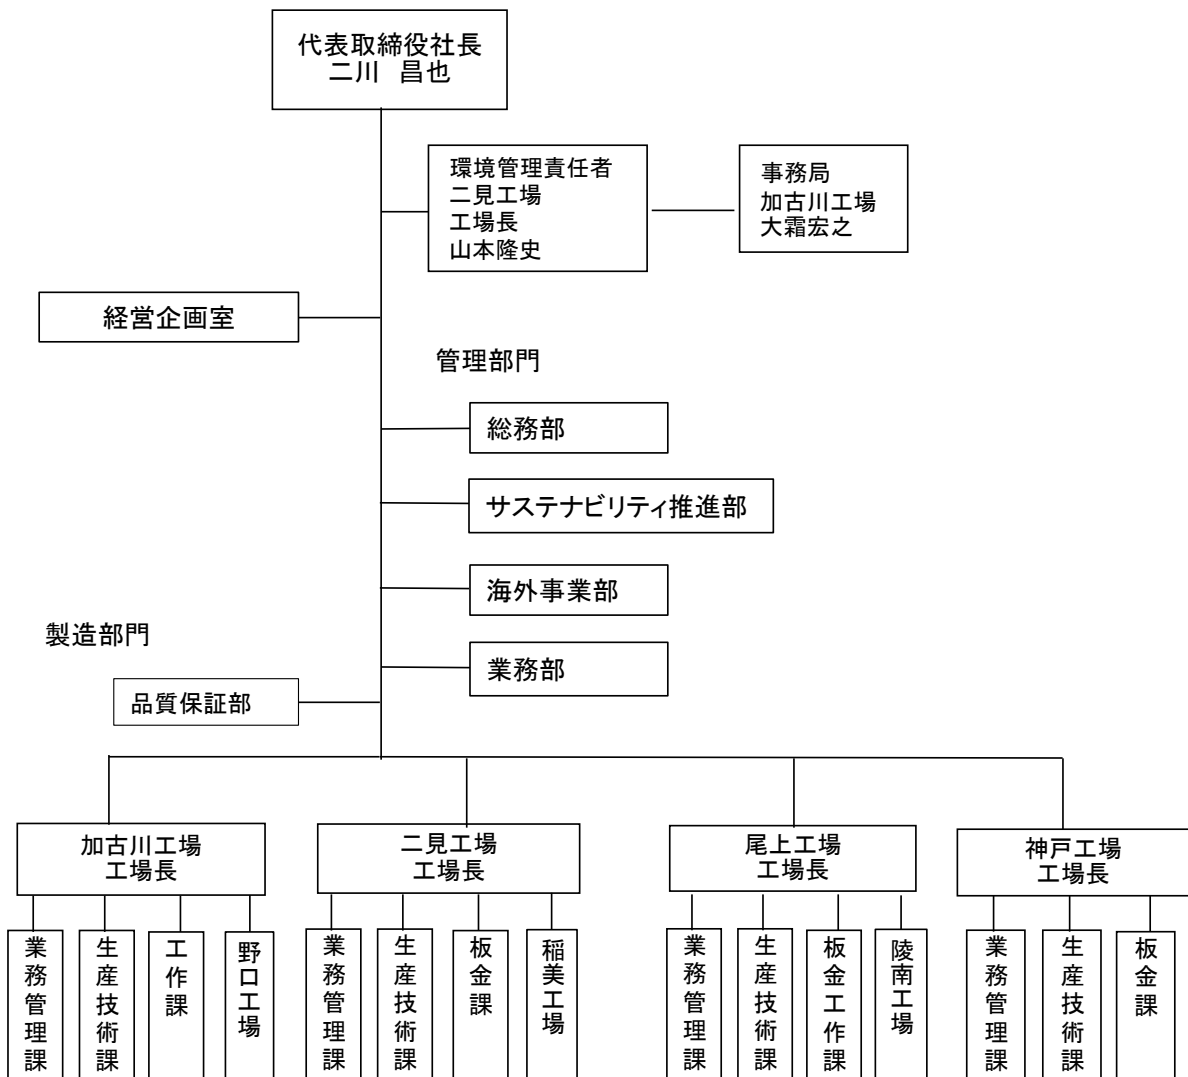 代表取締役社長
二川　昌也
環境管理責任者
二見工場
工場長
山本隆史
事務局
加古川工場
大霜宏之
経営企画室
管理部門
総務部
サステナビリティ推進部
海外事業部
製造部門
業務部
品質保証部
加古川工場
工場長
二見工場
工場長
尾上工場
工場長
神戸工場
工場長
業務管理課
生産技術課
工作課
野口工場
業務管理課
生産技術課
板金課
稲美工場
業務管理課
生産技術課
板金工作課
陵南工場
業務管理課
生産技術課
板金課